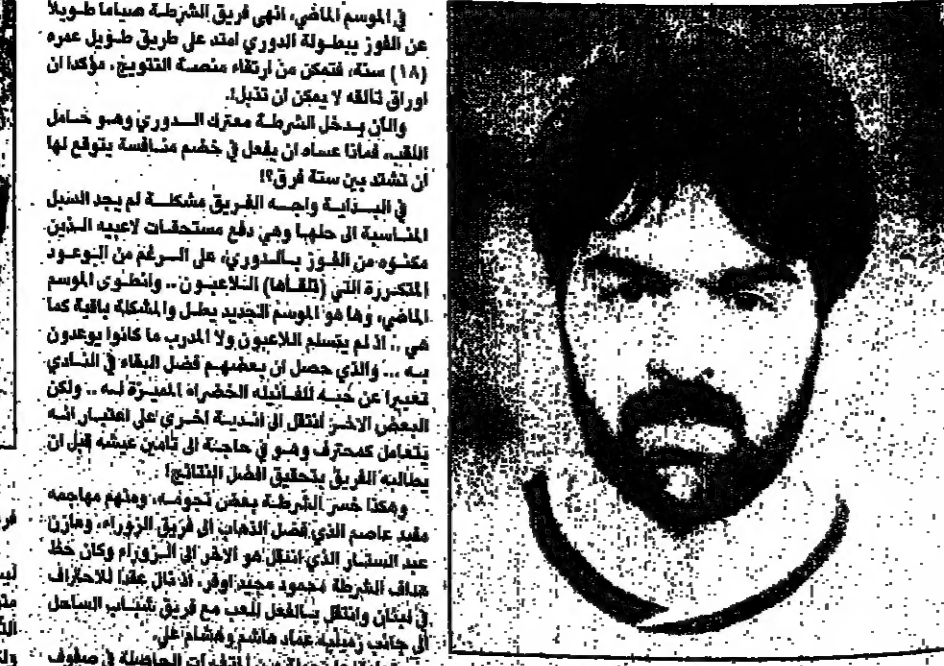 في الموسم الماضي، انهى فريق الشرطة صياما طويلا
عن الفوز ببطولة الدوري امتد على طريق طويل عمره
(١٨) سنة، فتمكن من ارتقاء منصة التتويج، مؤكدا ان
اوراق تالقه لا يمكن ان تذبل!.
والآن يدخل الشرطة معترك الدوري وهو حامل
اللقب، فماذا عساه ان يفعل في خضم منافسة يتوقع لها
ان تشتد بين ستة فرق؟!
في البداية واجه الفريق مشكلة لم يجد السبل
المناسبة الى حلها وهي دفع مستحقات لاعبيه الذين
مكنوه من الفوز بالدوري، على الرغم من الوعود
المتكررة التي (تلقاها) اللاعبون .. وانطوى الموسم
الماضي، وها هو الموسم الجديد يطل والمشكلة باقية كما
هي .. اذ لم يتسلم اللاعبون ولا المدرب ما كانوا يوعدون
به ... والذي حصل ان بعضهم فضل البقاء في النادي
تعبيرا عن حبه للفانيلة الخضراء المميزة له .. ولكن
البعض الاخر انتقل الى اندية اخرى على اعتبار انه
يتعامل كمحترف وهو في حاجة الى تامين عيشه قبل ان
يطالبه الفريق بتحقيق افضل النتائج!
وهكذا خسر الشرطة بعض نجومه، ومنهم مهاجمه
مفيد عاصم الذي فضل الذهاب الى فريق الزوراء، ومازن
عبد الستار الذي انتقل هو الاخر الى الزوراء وكان حظ
هداف الشرطة محمود مجيد اوفر، اذ نال عقدا للاحتراف
في لبنان وانتقل بالفعل للعب مع فريق شباب الساحل
الى جانب زميليه عماد هاشم وهشام علي.